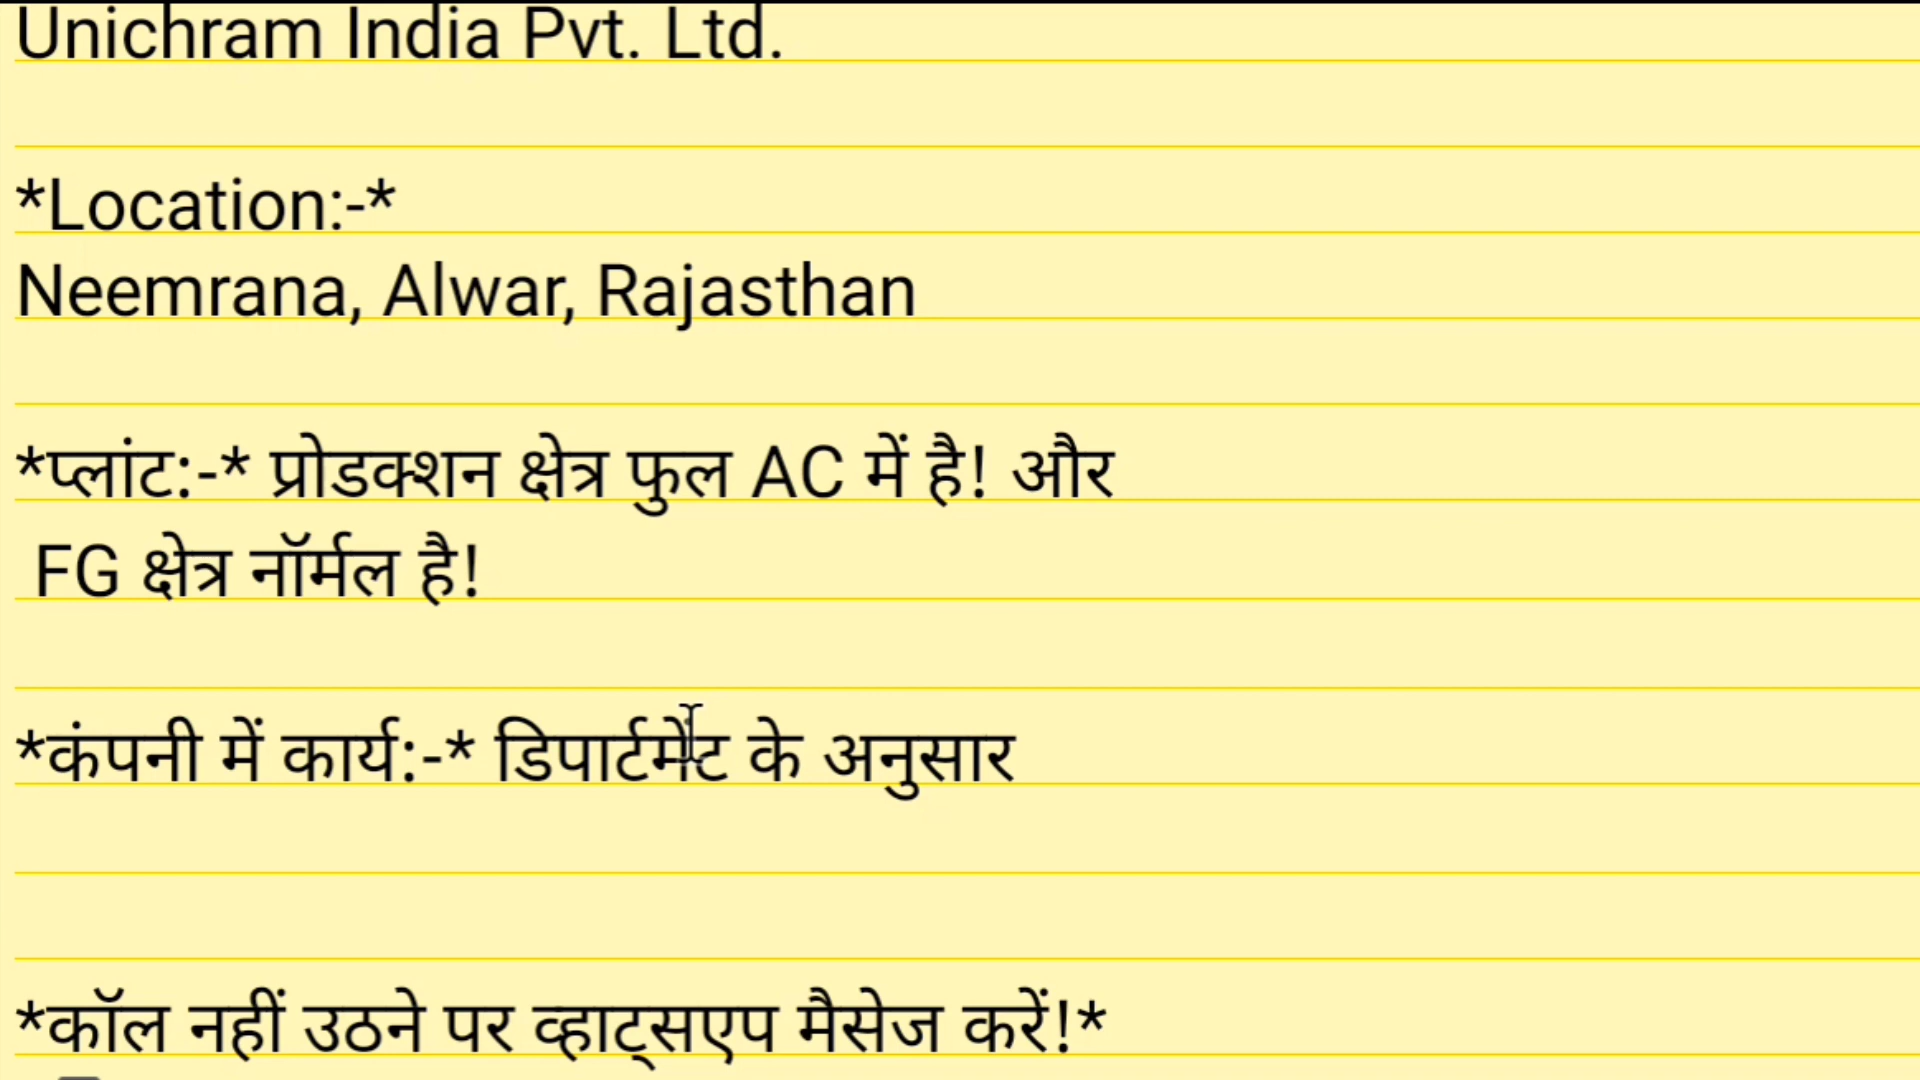 Unichram India Pvt. Ltd.
*Location:-*
Neemrana, Alwar, Rajasthan
*प्लांट:-* प्रोडक्शन क्षेत्र फुल AC में है! और
FG क्षेत्र नॉर्मल है!
*कंपनी में कार्य:-* डिपार्टमेंट के अनुसार
*कॉल नहीं उठने पर व्हाट्सएप मैसेज करें!*